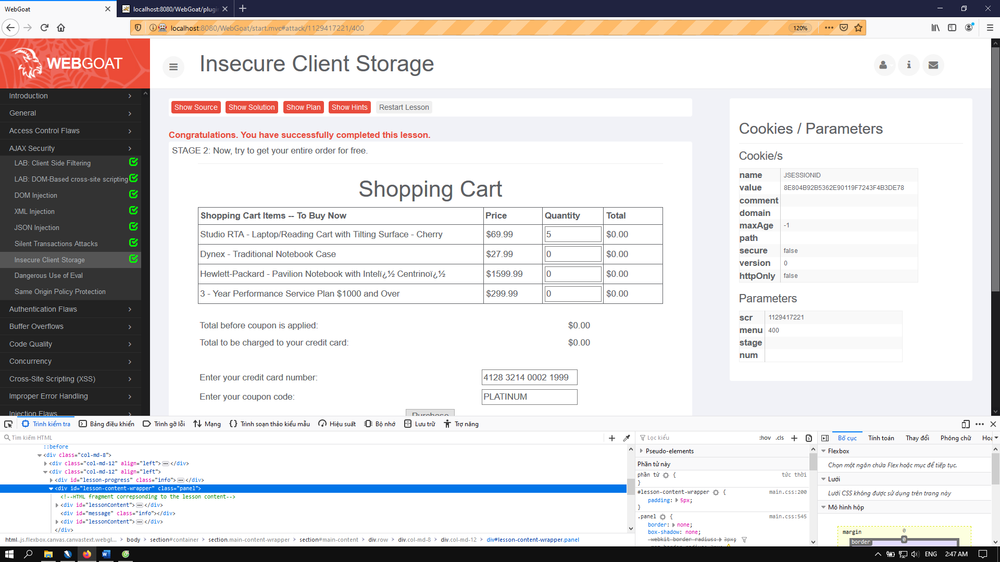 WebGoat
localhost:8080/WebGoat/plugi
localhost:8080/WebGoat/start.mvc#attack/1129417221/400
120%
WEBGOAT
Insecure Client Storage
Introduction
General
Access Control Flaws
AJAX Security
LAB: Client Side Filtering
LAB: DOM-Based cross-site scripting
DOM Injection
XML Injection
JSON Injection
Silent Transactions Attacks
Insecure Client Storage
Dangerous Use of Eval
Same Origin Policy Protection
Authentication Flaws
Buffer Overflows
Code Quality
Concurrency
Cross-Site Scripting (XSS)
Improper Error Handling
Injection Flaws
Show Source
Show Solution
Show Plan
Show Hints
Restart Lesson
Congratulations. You have successfully completed this lesson.
STAGE 2: Now, try to get your entire order for free.
Shopping Cart
Shopping Cart Items -- To Buy Now Price Quantity Total
Studio RTA - Laptop/Reading Cart with Tilting Surface - Cherry $69.99 5 $0.00
Dynex - Traditional Notebook Case $27.99 0 $0.00
Hewlett-Packard - Pavilion Notebook with Intelï¿½ Centrinoï¿½ $1599.99 0 $0.00
3 - Year Performance Service Plan $1000 and Over $299.99 0 $0.00
Total before coupon is applied: $0.00
Total to be charged to your credit card: $0.00
Enter your credit card number: 4128 3214 0002 1999
Enter your coupon code: PLATINUM
Purchase
Cookies / Parameters
Cookie/s
name JSESSIONID
value 8E804B92B5362E90119F7243F4B3DE78
comment
domain
maxAge -1
path
secure false
version 0
httpOnly false
Parameters
scr 1129417221
menu 400
stage
num
Trình kiểm tra Bảng điều khiển Trình gỡ lỗi Mạng Trình soạn thảo kiểu mẫu Hiệu suất Bộ nhớ Lưu trữ Trợ năng
Tìm kiếm HTML
::before
<div class="col-md-8">
<div class="col-md-12" align="left"></div>
<div class="col-md-12" align="left">
<div id="lesson-progress" class="info"></div>
<div id="lesson-content-wrapper" class="panel">
<!--HTML fragment correpsonding to the lesson content-->
<div id="lessonContent"></div>
<div id="message" class="info"></div>
<div id="lessonContent"></div>
</div>
html.js.flexbox.canvas.canvastext.webgl... body section#container section.main-content-wrapper section#main-content div.row div.col-md-8 div.col-md-12 div#lesson-content-wrapper.panel
Lọc kiểu :hov .cls
Pseudo-elements
Phần tử này
phần tử { tức thời
}
#lesson-content-wrapper { main.css:200
padding: 5px;
}
.panel { main.css:545
border: none;
box-shadow: none;
-webkit-border-radius: 3px;
Bố cục Tính toán Thay đổi Phông chữ Hoạ
Flexbox
Chọn một ngăn chứa Flex hoặc mục để tiếp tục.
Lưới
Lưới CSS không được sử dụng trên trang này
Mô hình hộp
margin 0
border 0
ENG 2:47 AM